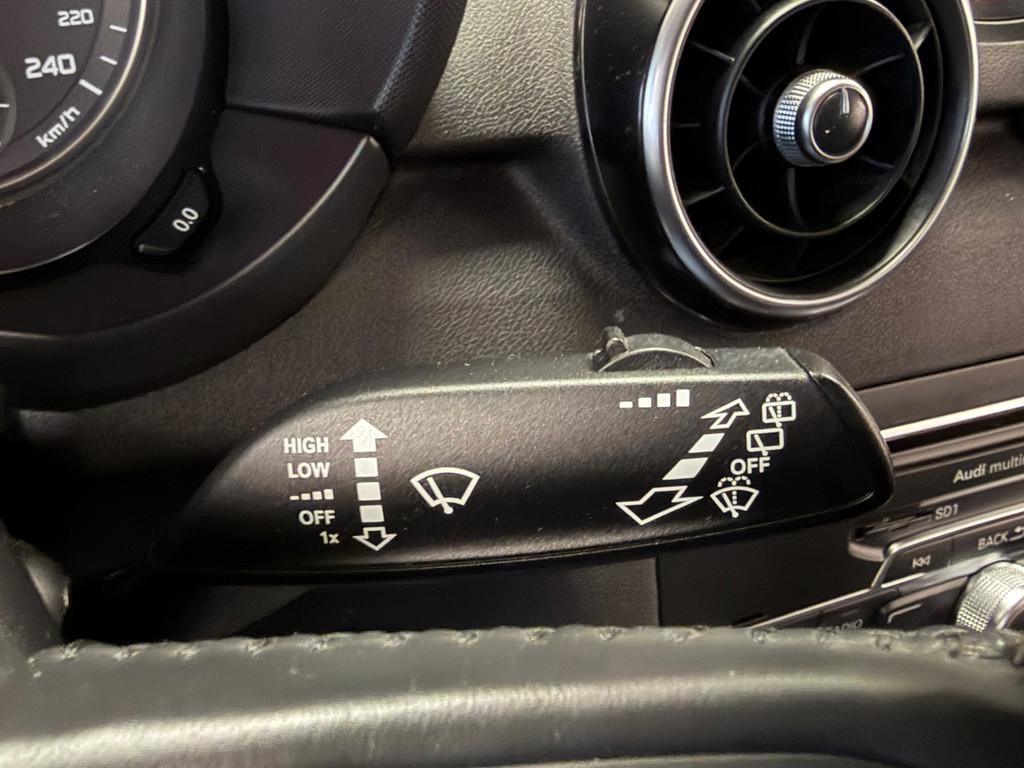 220
240
km/h
0.0
HIGH
LOW
OFF
1x
OFF
Audi multi
SD1
BACK